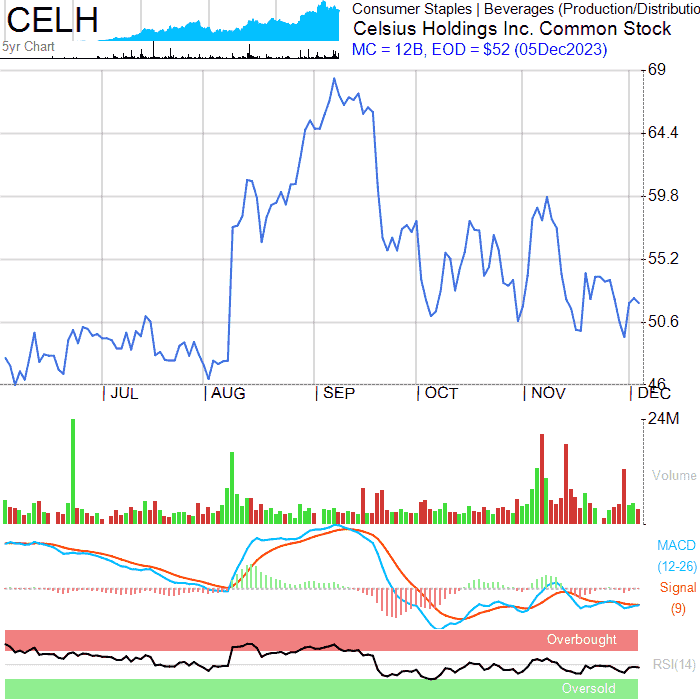 CELH
5yr Chart
Consumer Staples | Beverages (Production/Distributio
Celsius Holdings Inc. Common Stock
MC = 12B, EOD = $52 (05Dec2023)
69
64.4
59.8
55.2
50.6
46
JUL AUG SEP OCT NOV DEC
24M
Volume
MACD
(12-26)
Signal
(9)
Overbought
RSI(14)
Oversold